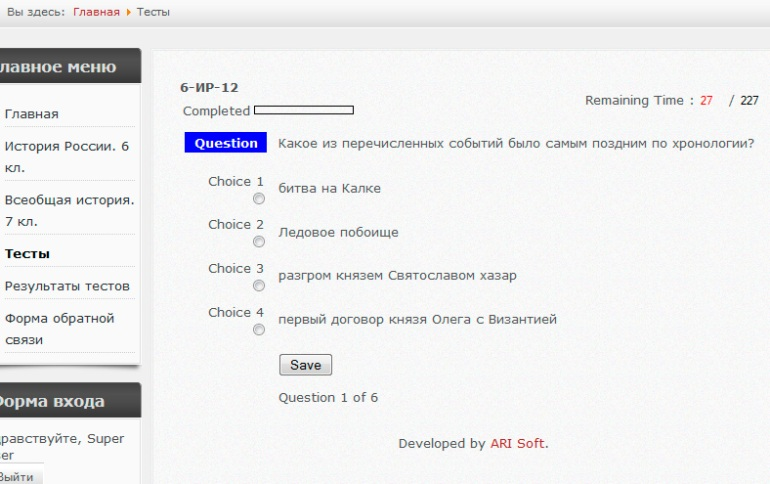 Вы здесь: Главная Тесты
лавное меню
Главная
История России. 6
кл.
Всеобщая история.
7 кл.
Тесты
Результаты тестов
Форма обратной
связи
орма входа
дравствуйте, Super
er
Выйти
6-ИР-12
Completed
Remaining Time : 27 / 227
Question Какое из перечисленных событий было самым поздним по хронологии?
Choice 1 битва на Калке
Choice 2 Ледовое побоище
Choice 3 разгром князем Святославом хазар
Choice 4 первый договор князя Олега с Византией
Save
Question 1 of 6
Developed by ARI Soft.